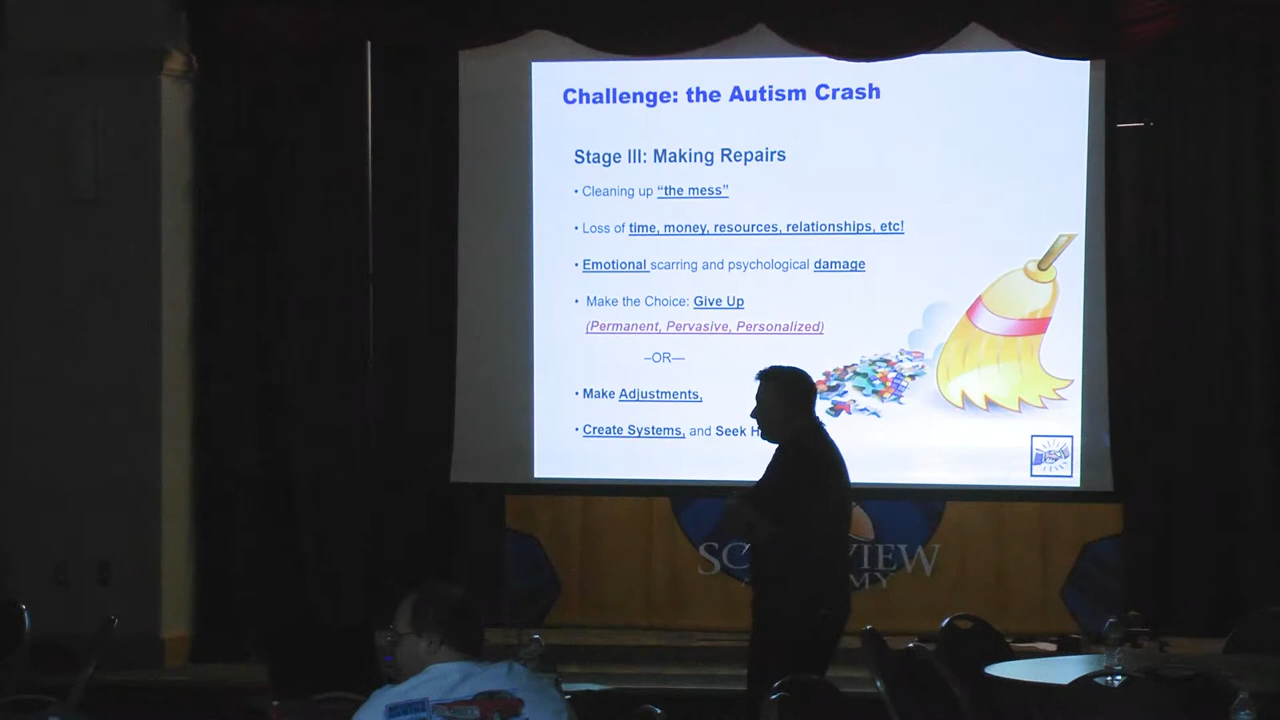 Challenge: the Autism Crash
Stage III: Making Repairs
• Cleaning up “the mess”
• Loss of time, money, resources, relationships, etc!
• Emotional scarring and psychological damage
• Make the Choice: Give Up
(Permanent, Pervasive, Personalized)
–OR—
• Make Adjustments,
• Create Systems, and Seek